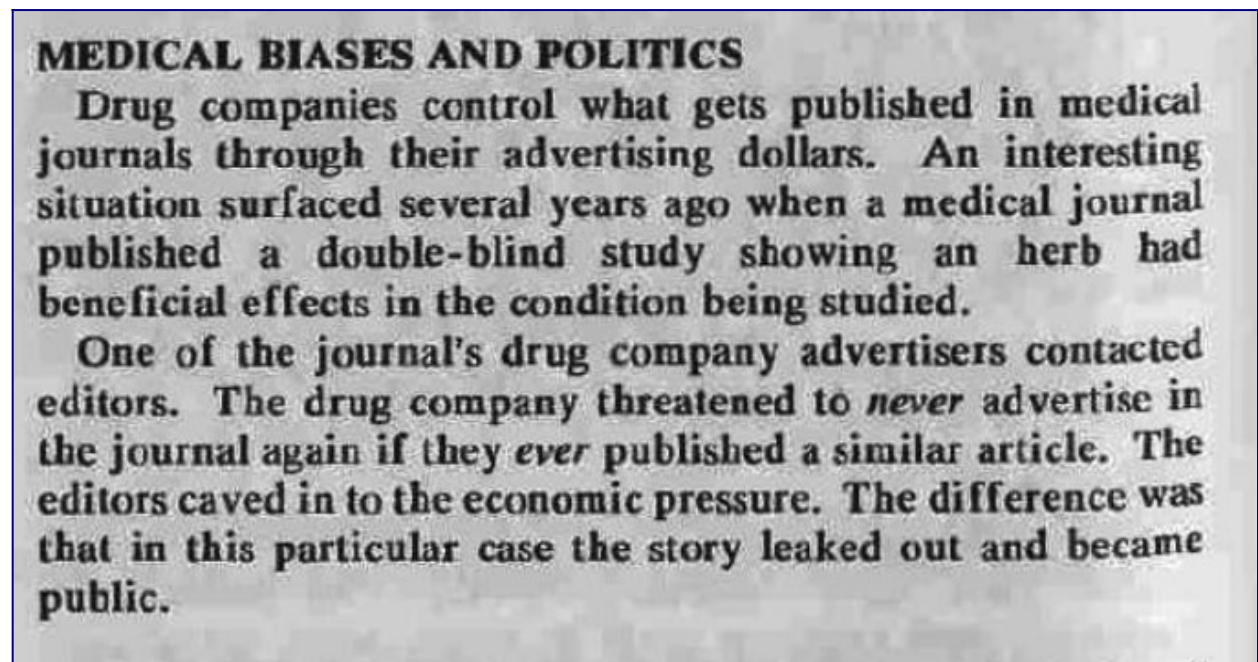 MEDICAL BIASES AND POLITICS
Drug companies control what gets published in medical
journals through their advertising dollars. An interesting
situation surfaced several years ago when a medical journal
published a double-blind study showing an herb had
beneficial effects in the condition being studied.
One of the journal's drug company advertisers contacted
editors. The drug company threatened to never advertise in
the journal again if they ever published a similar article. The
editors caved in to the economic pressure. The difference was
that in this particular case the story leaked out and became
public.